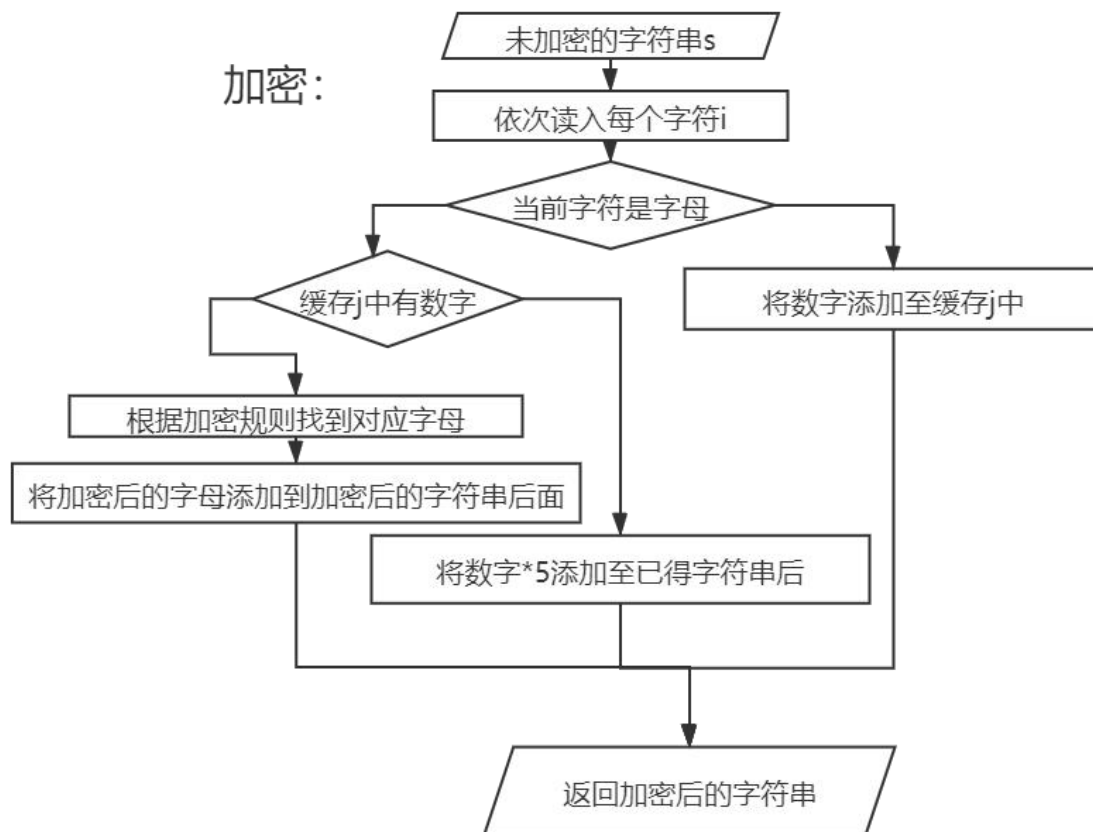 加密：
未加密的字符串s
依次读入每个字符i
当前字符是字母
缓存j中有数字
将数字添加至缓存j中
根据加密规则找到对应字母
将加密后的字母添加到加密后的字符串后面
将数字*5添加至已得字符串后
返回加密后的字符串